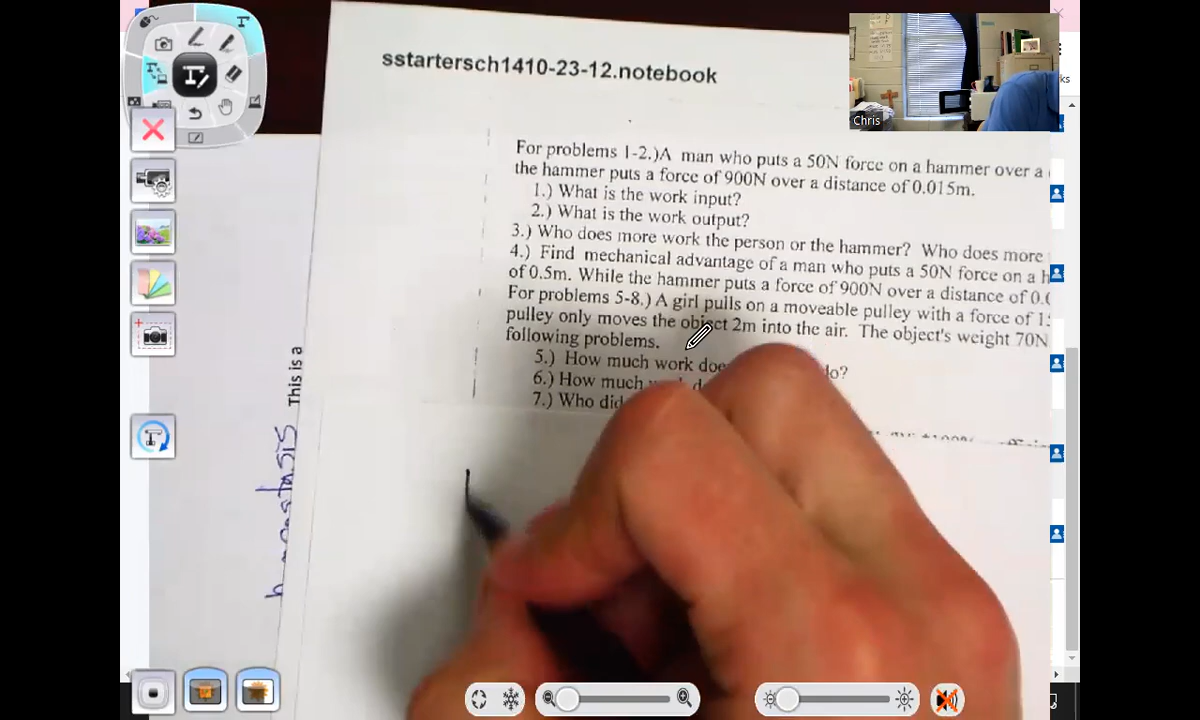 sstartersch1410-23-12.notebook
Chris
For problems 1-2.)A man who puts a 50N force on a hammer over a
the hammer puts a force of 900N over a distance of 0.015m.
1.) What is the work input?
2.) What is the work output?
3.) Who does more work the person or the hammer? Who does more
4.) Find mechanical advantage of a man who puts a 50N force on a h
of 0.5m. While the hammer puts a force of 900N over a distance of 0.0
For problems 5-8.) A girl pulls on a moveable pulley with a force of 1
pulley only moves the object 2m into the air. The object's weight 70N
following problems.
5.) How much work doe do?
6.) How much
7.) Who did
This is a